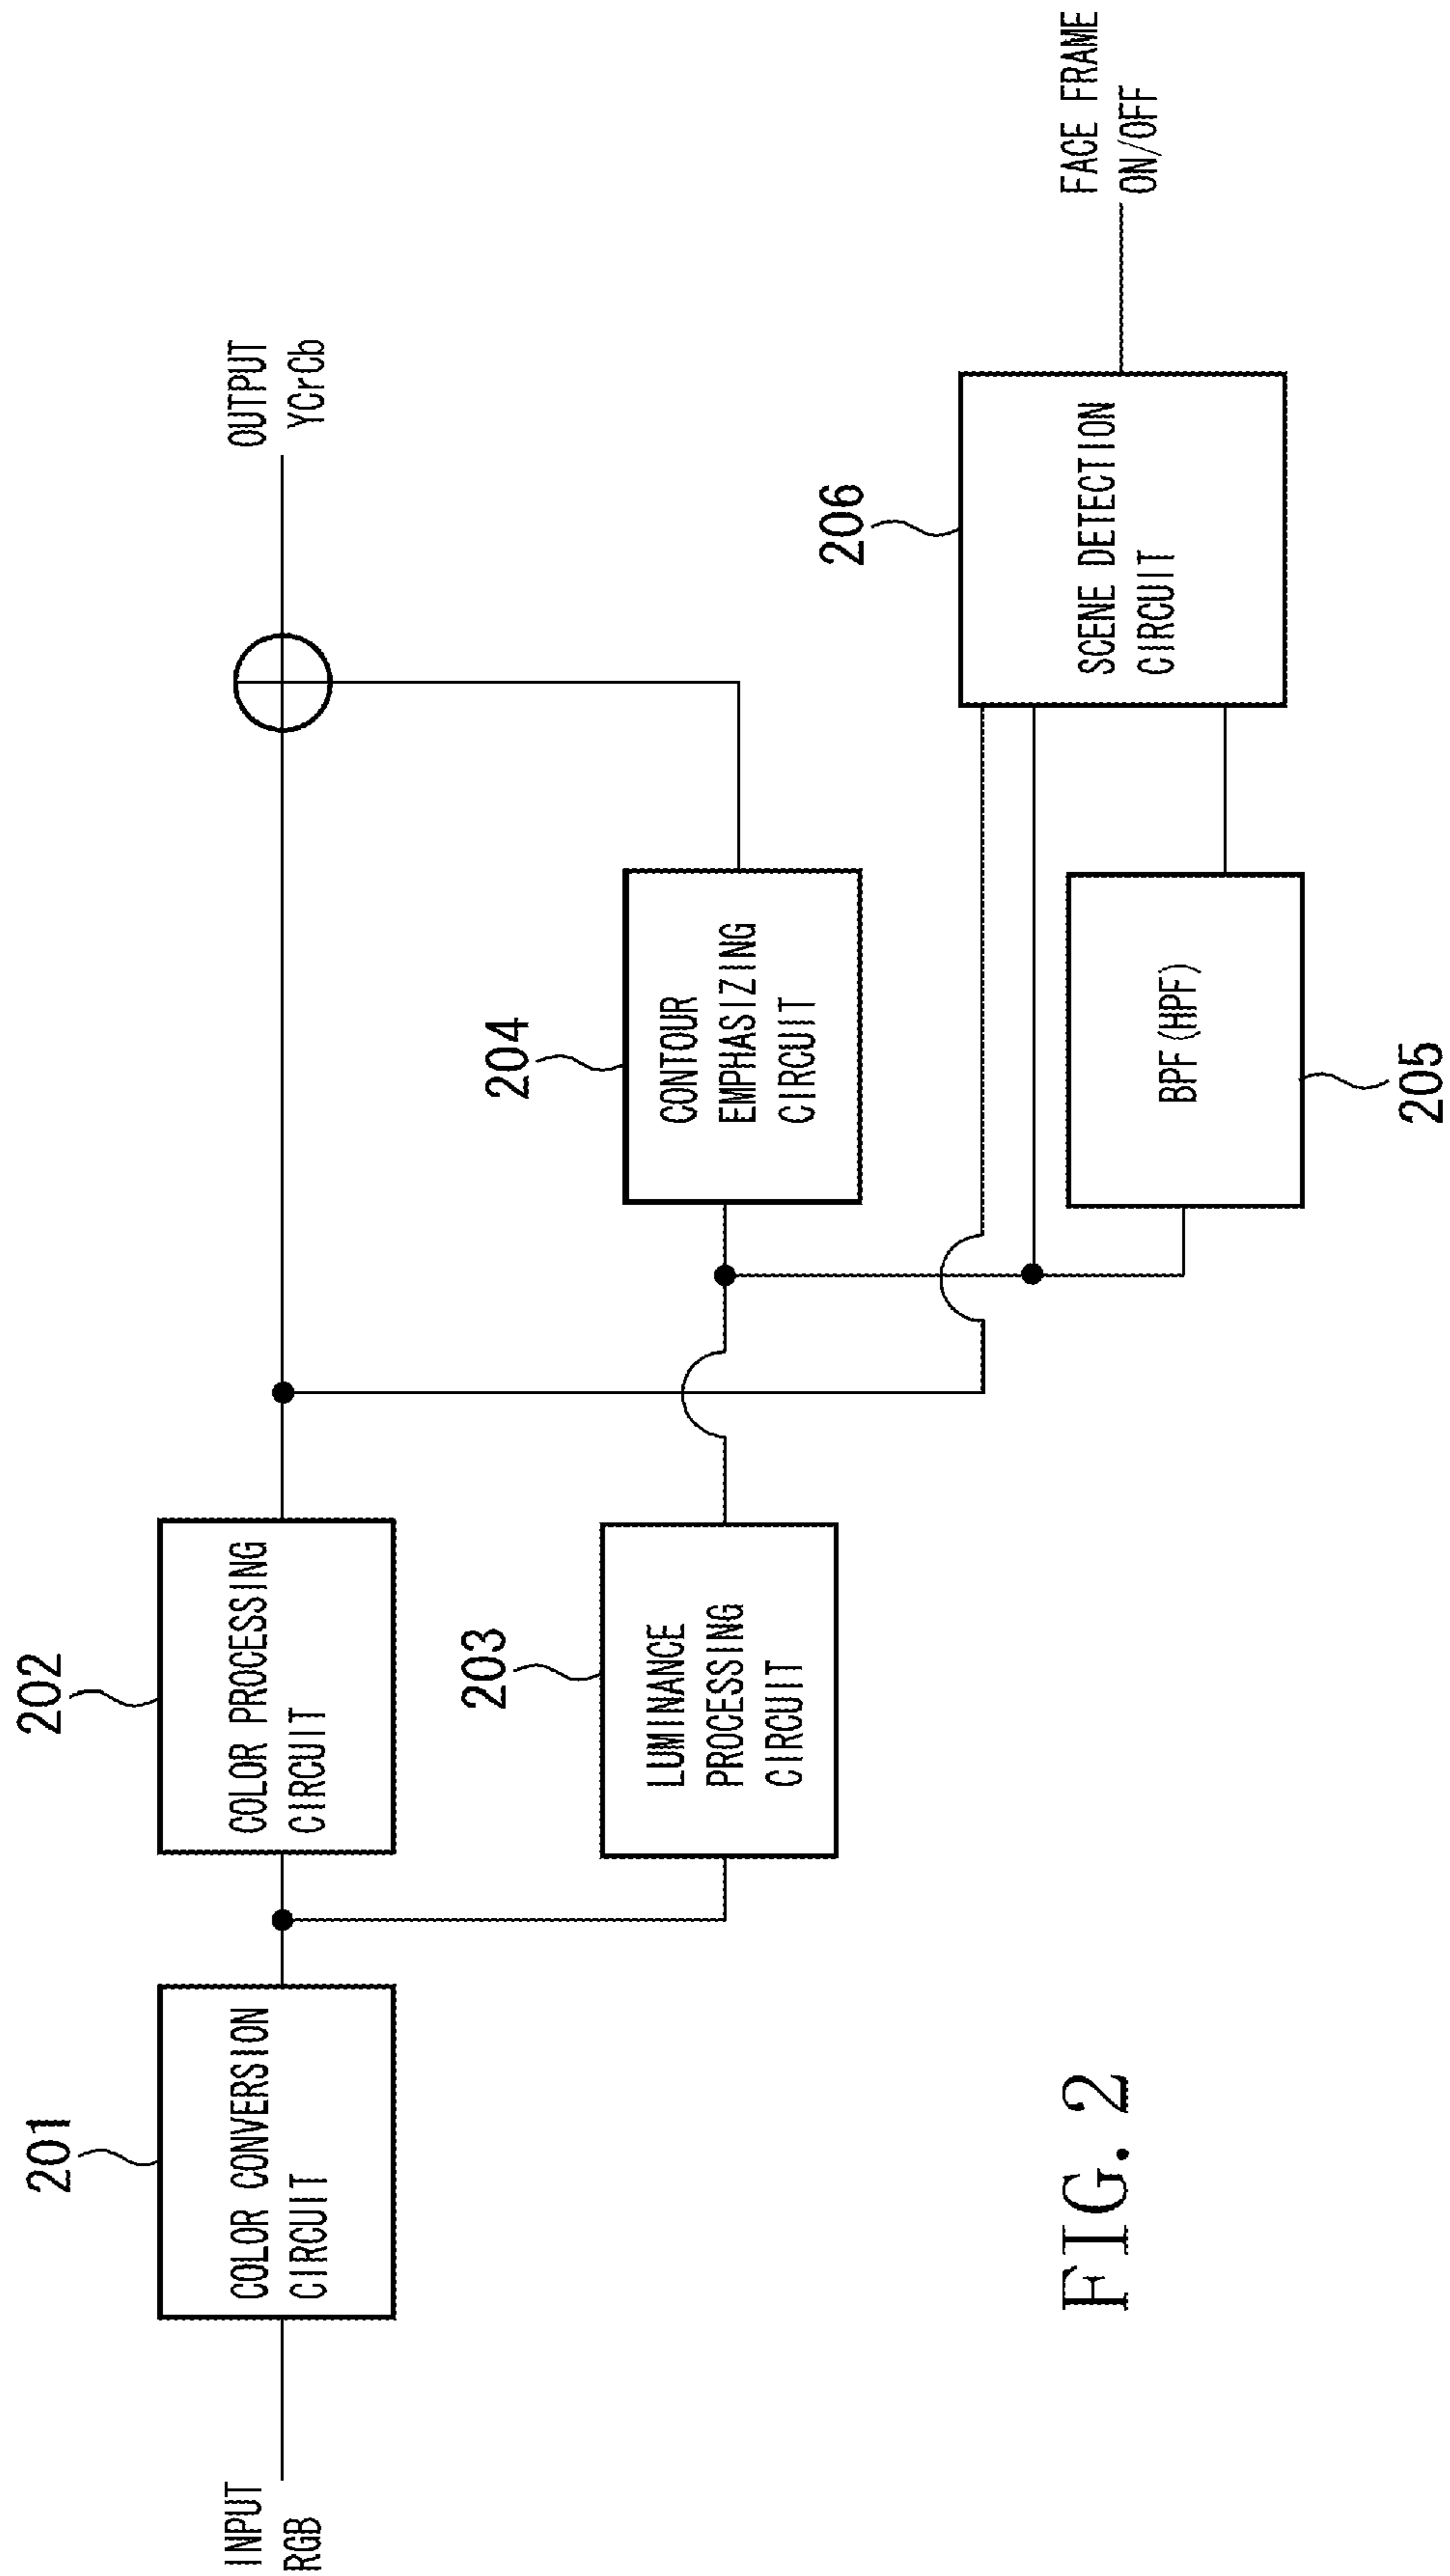 INPUT
RGB
201
COLOR CONVERSION
CIRCUIT
202
COLOR PROCESSING
CIRCUIT
203
LUMINANCE
PROCESSING
CIRCUIT
204
CONTOUR
EMPHASIZING
CIRCUIT
OUTPUT
YCrCb
BPF(HPF)
205
206
SCENE DETECTION
CIRCUIT
FACE FRAME
ON/OFF
FIG. 2